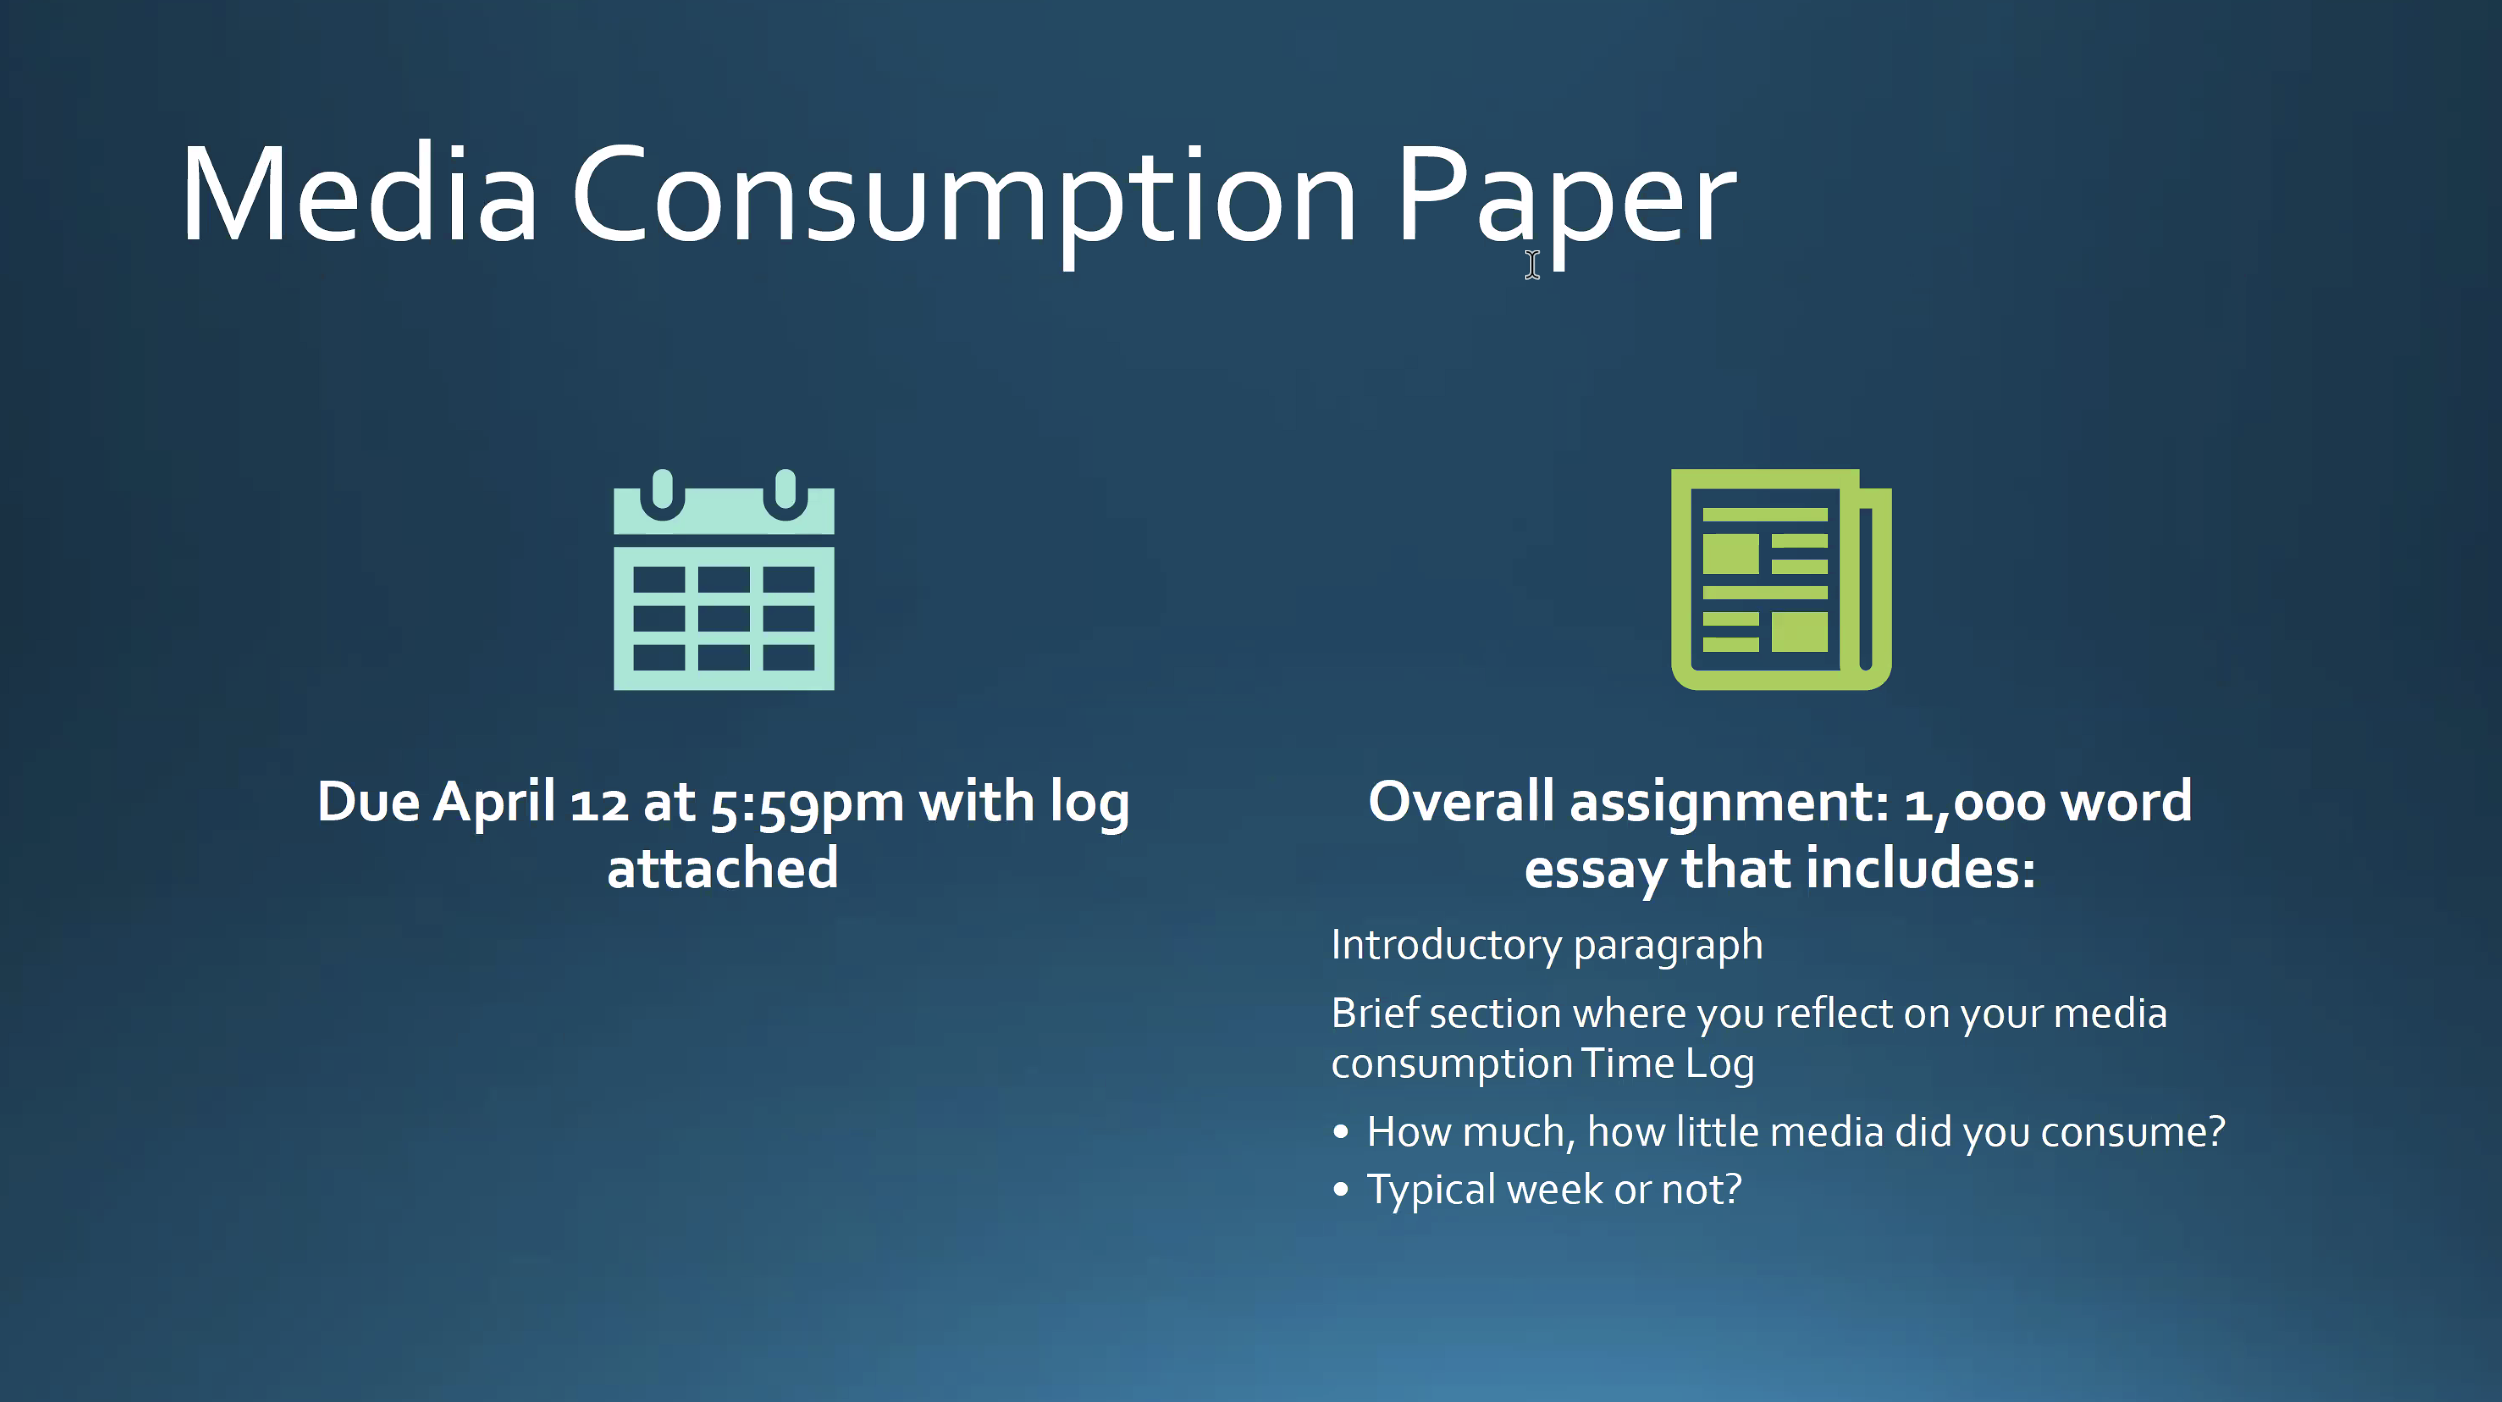 Media Consumption Paper
Due April 12 at 5:59pm with log
attached
Overall assignment: 1,000 word
essay that includes:
Introductory paragraph
Brief section where you reflect on your media
consumption Time Log
• How much, how little media did you consume?
• Typical week or not?